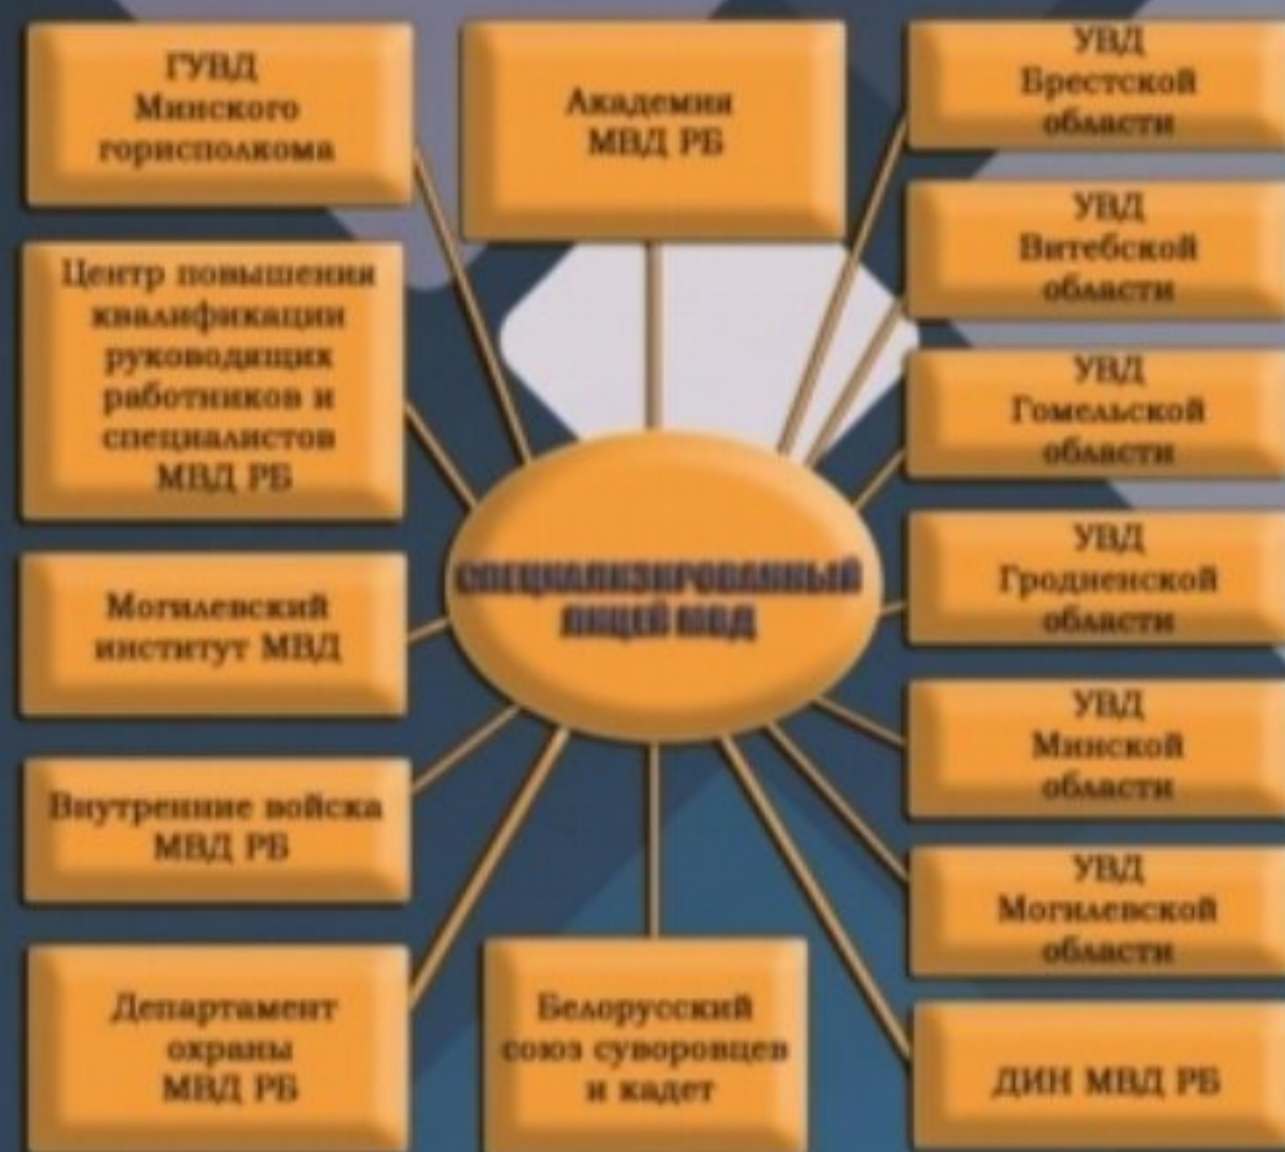 ГУВД
Минского
горисполкома
Академия
МВД РБ
УВД
Брестской
области
Центр повышения
квалификации
руководящих
работников и
специалистов
МВД РБ
УВД
Витебской
области
УВД
Гомельской
области
СПЕЦИАЛИЗИРОВАННЫЙ
ЛИЦЕЙ МВД
Могилевский
институт МВД
УВД
Гродненской
области
УВД
Минской
области
Внутренние войска
МВД РБ
УВД
Могилевской
области
Департамент
охраны
МВД РБ
Белорусский
союз суворовцев
и кадет
ДИН МВД РБ